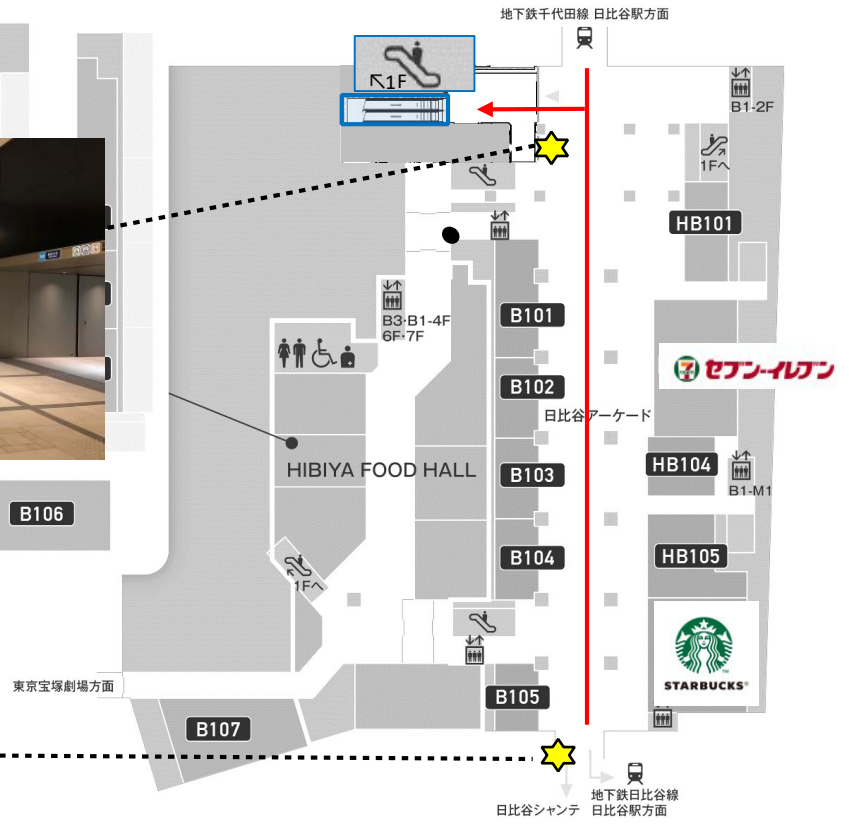 地下鉄千代田線 日比谷駅方面
↖1F
B1-2F
1Fへ
HB101
B3・B1-4F
6F・7F
B101
セブン-イレブン
B102
日比谷アーケード
HIBIYA FOOD HALL
B103
HB104
B1-M1
B106
B104
HB105
1Fへ
STARBUCKS®
東京宝塚劇場方面
B105
B107
日比谷シャンテ
地下鉄日比谷線
日比谷駅方面